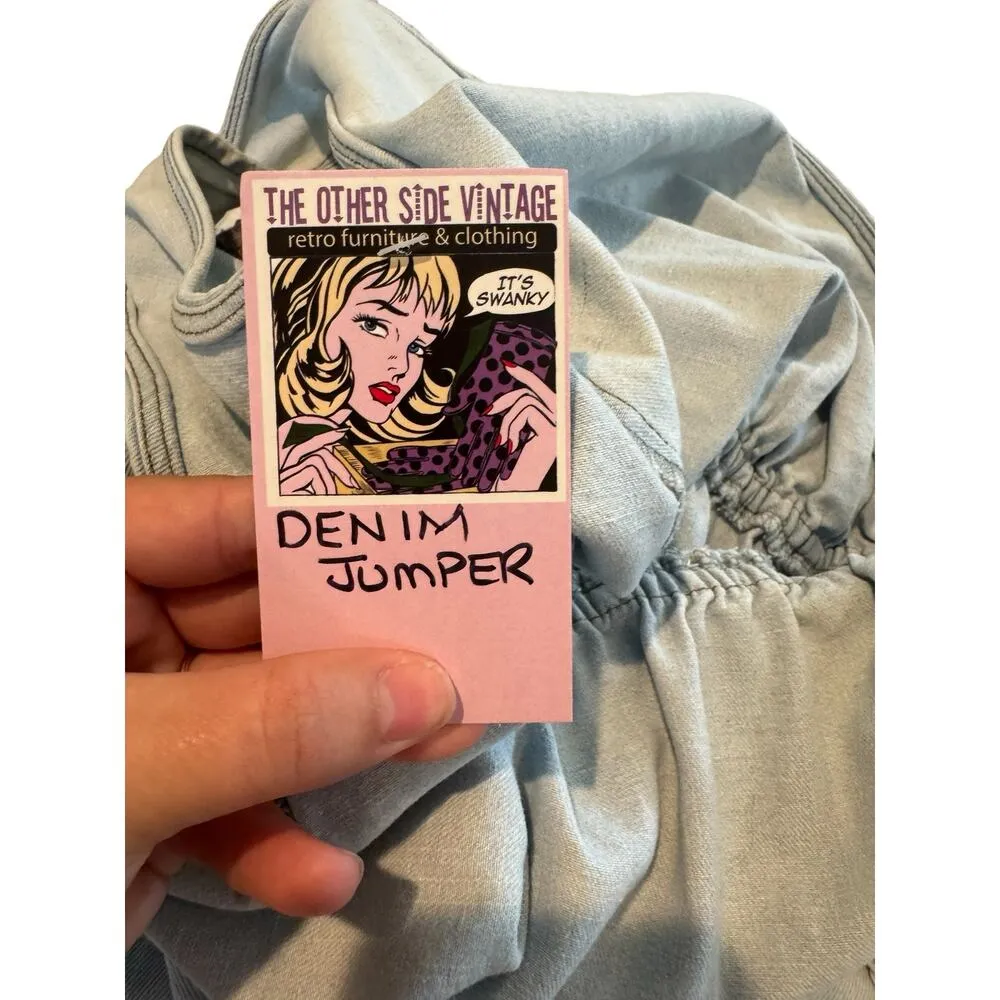 THE OTHER SIDE VINTAGE
retro furniture & clothing
IT'S
SWANKY
DENIM
JUMPER